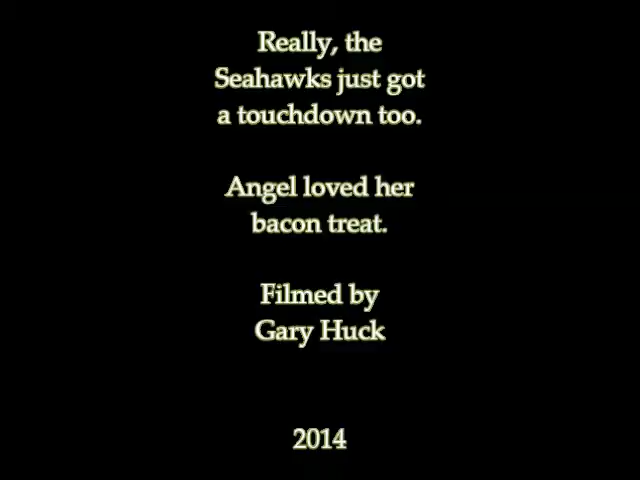 Really, the
Seahawks just got
a touchdown too.
Angel loved her
bacon treat.
Filmed by
Gary Huck
2014